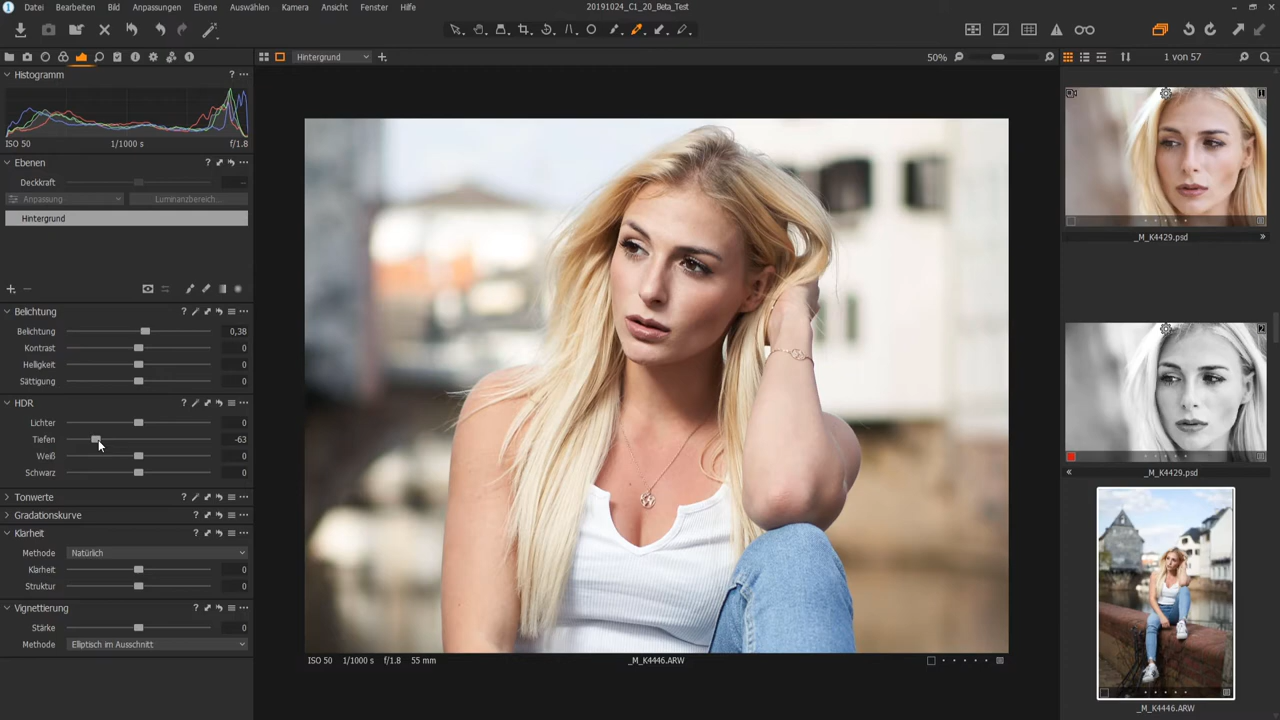 Datei Bearbeiten Bild Anpassungen Ebene Auswählen Kamera Ansicht Fenster Hilfe
20191024_C1_20_Beta_Test
Hintergrund
50%
1 von 57
Histogramm
ISO 50 1/1000 s f/1.8
Ebenen
Deckkraft
Anpassung Luminanzbereich...
Hintergrund
Belichtung
Belichtung 0,38
Kontrast 0
Helligkeit 0
Sättigung 0
HDR
Lichter 0
Tiefen -63
Weiß 0
Schwarz 0
Tonwerte
Gradationskurve
Klarheit
Methode Natürlich
Klarheit 0
Struktur 0
Vignettierung
Stärke 0
Methode Elliptisch im Ausschnitt
ISO 50 1/1000 s f/1.8 55 mm _M_K4446.ARW
1
_M_K4429.psd
2
_M_K4429.psd
_M_K4446.ARW